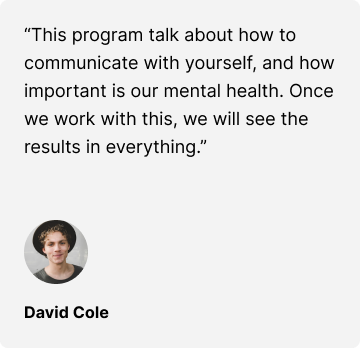 “This program talk about how to
communicate with yourself, and how
important is our mental health. Once
we work with this, we will see the
results in everything.”
David Cole